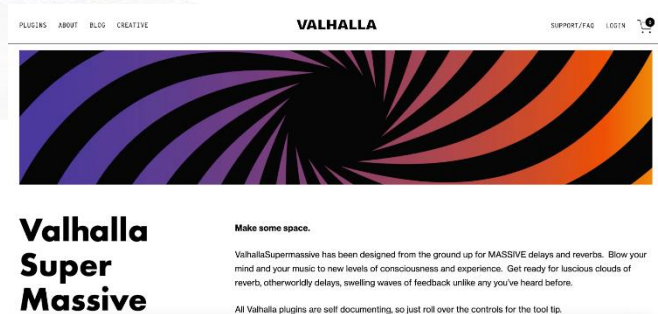 PLUGINS ABOUT BLOG CREATIVE VALHALLA SUPPORT/FAQ LOGIN
Valhalla
Super
Massive
Make some space.
ValhallaSupermassive has been designed from the ground up for MASSIVE delays and reverbs. Blow your
mind and your music to new levels of consciousness and experience. Get ready for luscious clouds of
reverb, otherworldly delays, swelling waves of feedback unlike any you've heard before.
All Valhalla plugins are self documenting, so just roll over the controls for the tool tip.